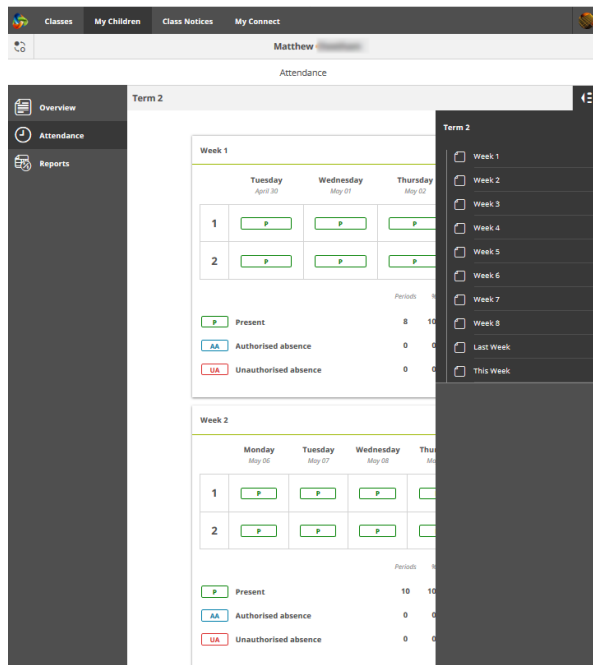 Classes My Children Class Notices My Connect
Matthew
Attendance
Overview
Attendance
Reports
Term 2
Week 1
Tuesday Wednesday Thursday
April 30 May 01 May 02
1 P P P
2 P P P
Periods %
P Present 8 10
AA Authorised absence 0 0
UA Unauthorised absence 0 0
Week 2
Monday Tuesday Wednesday Thu
May 06 May 07 May 08
1 P P P
2 P P P
Periods %
P Present 10 10
AA Authorised absence 0 0
UA Unauthorised absence 0 0
Term 2
Week 1
Week 2
Week 3
Week 4
Week 5
Week 6
Week 7
Week 8
Last Week
This Week